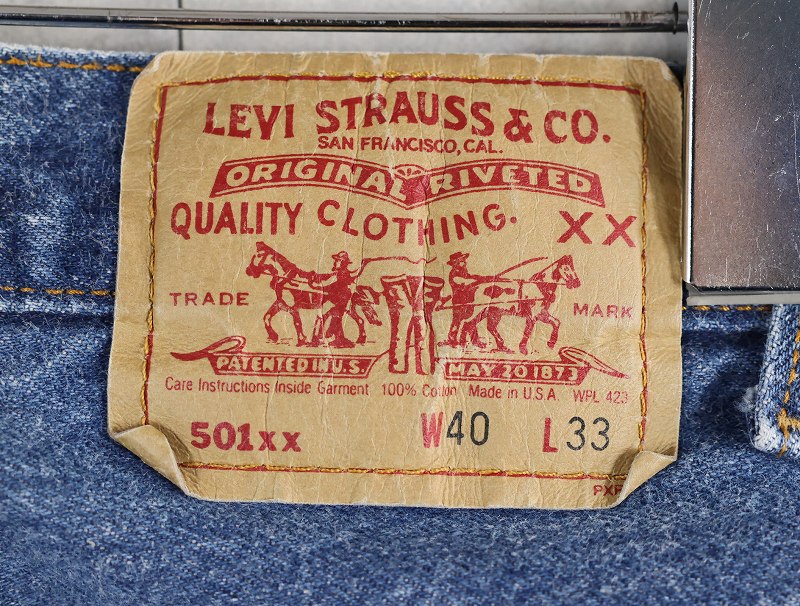 LEVI STRAUSS & CO.
SAN FRANCISCO, CAL.
ORIGINAL RIVETED
QUALITY CLOTHING. XX
TRADE MARK
PATENTED IN U.S. MAY 20 1873
Care Instructions Inside Garment 100% Cotton Made in U.S.A. WPL 423
501xx W40 L33